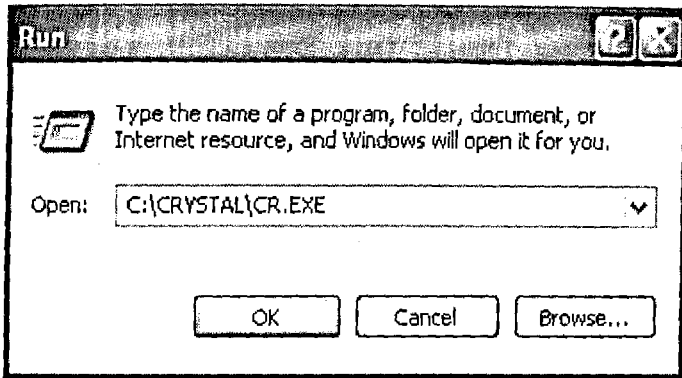 Run
Type the name of a program, folder, document, or
Internet resource, and Windows will open it for you.
Open: C:\CRYSTAL\CR.EXE
OK Cancel Browse...